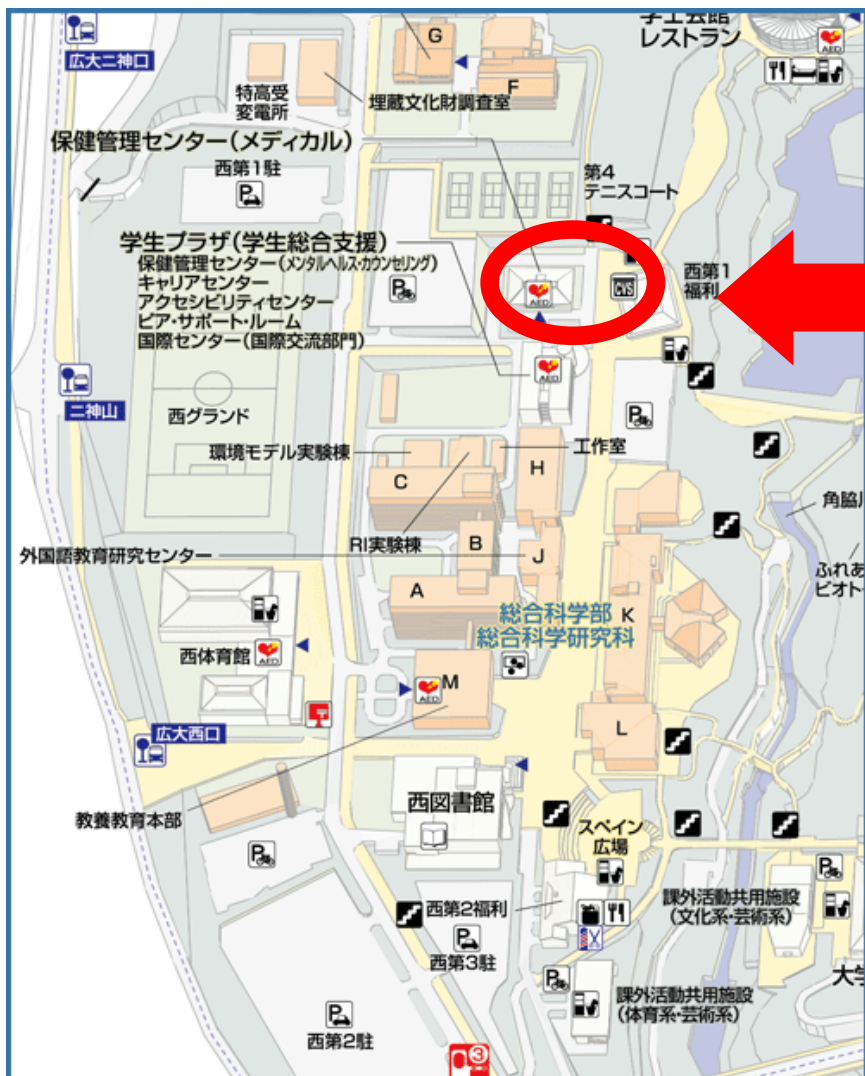 学士会館
レストラン
AED
広大二神口
G
F
特高受
変電所
埋蔵文化財調査室
保健管理センター(メディカル)
西第1駐
P
第4
テニスコート
学生プラザ(学生総合支援)
保健管理センター(メンタルヘルス・カウンセリング)
キャリアセンター
アクセシビリティセンター
ピア・サポート・ルーム
国際センター(国際交流部門)
P
AED
CVS
西第1
福利
AED
二神山
西グランド
P
環境モデル実験棟
工作室
C
H
RI実験棟
B
J
外国語教育研究センター
角脇川
ふれあ
ビオト
A
K
総合科学部
総合科学研究科
西体育館
AED
M
AED
L
広大西口
教養教育本部
西図書館
スペイン
広場
P
西第2福利
P
西第3駐
課外活動共用施設
(文化系・芸術系)
P
P
課外活動共用施設
(体育系・芸術系)
大学
P
西第2駐
3